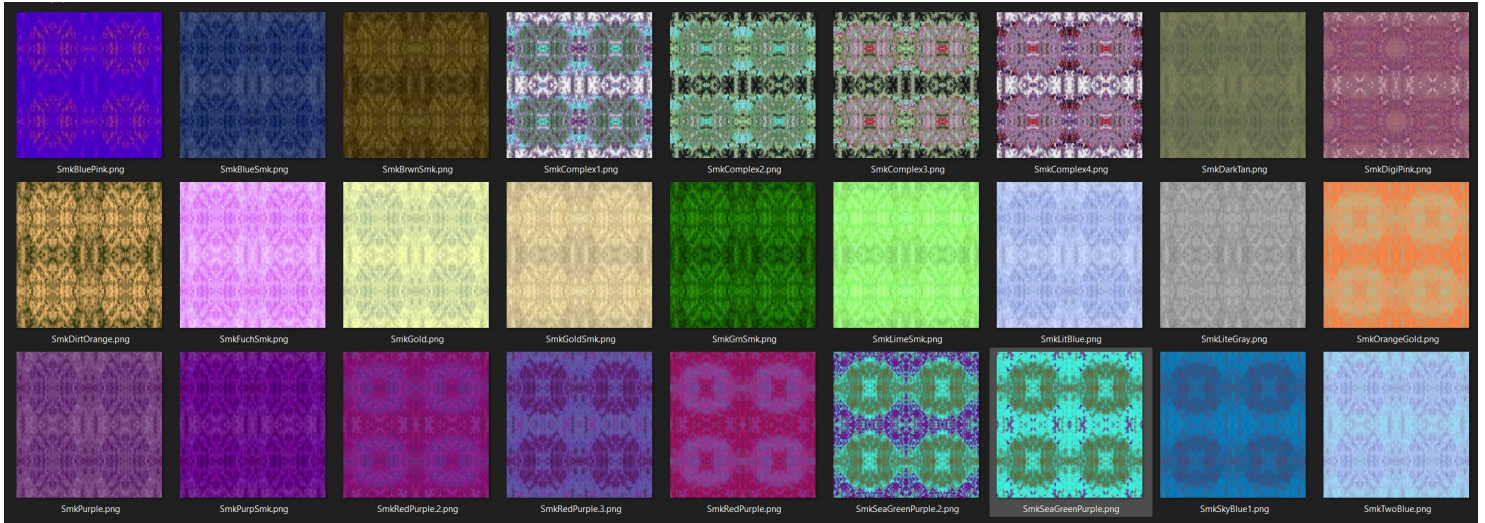 SmkBluePink.png SmkBlueSmk.png SmkBrwnSmk.png SmkComplex1.png SmkComplex2.png SmkComplex3.png SmkComplex4.png SmkDarkTan.png SmkDigiPink.png
SmkDirtOrange.png SmkFuchSmk.png SmkGold.png SmkGoldSmk.png SmkGrnSmk.png SmkLimeSmk.png SmkLitBlue.png SmkLiteGray.png SmkOrangeGold.png
SmkPurple.png SmkPurpSmk.png SmkRedPurple.2.png SmkRedPurple.3.png SmkRedPurple.png SmkSeaGreenPurple.2.png SmkSeaGreenPurple.png SmkSkyBlue1.png SmkTwoBlue.png